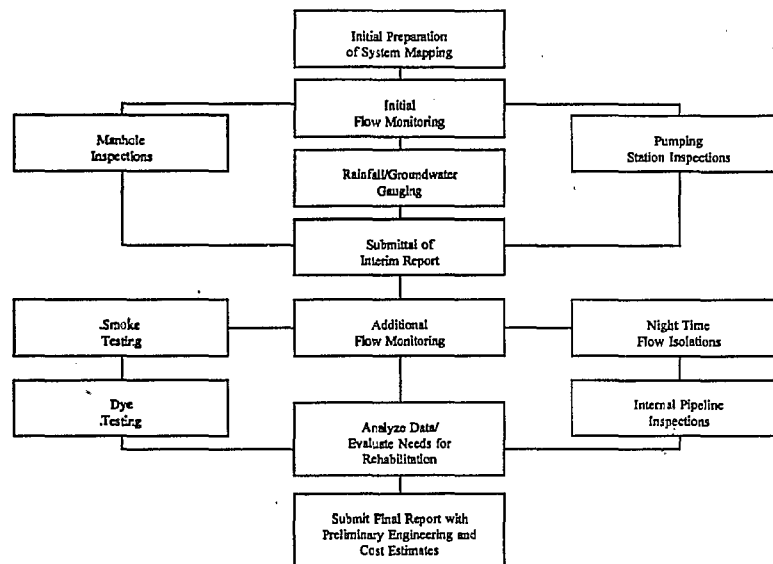 Initial Preparation
of System Mapping
Initial
Flow Monitoring
Manhole
Inspections
Pumping
Station Inspections
Rainfall/Groundwater
Gauging
Submittal of
Interim Report
Smoke
Testing
Additional
Flow Monitoring
Night Time
Flow Isolations
Dye
Testing
Internal Pipeline
Inspections
Analyze Data/
Evaluate Needs for
Rehabilitation
Submit Final Report with
Preliminary Engineering and
Cost Estimates